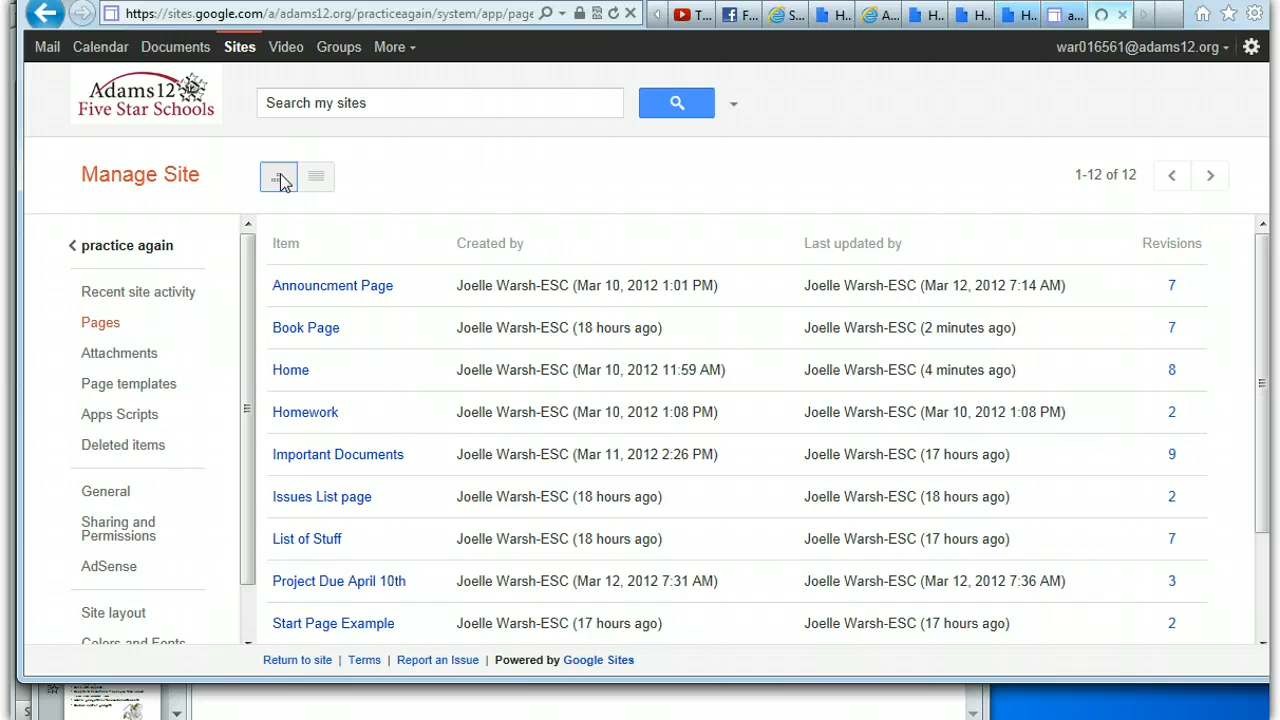 https://sites.google.com/a/adams12.org/practiceagain/system/app/page
T...
F...
S...
H...
A...
H...
H...
H...
a...
Mail Calendar Documents Sites Video Groups More
war016561@adams12.org
Adams12
Five Star Schools
Search my sites
Manage Site
1-12 of 12
practice again
Recent site activity
Pages
Attachments
Page templates
Apps Scripts
Deleted items
General
Sharing and
Permissions
AdSense
Site layout
Colors and Fonts
Item Created by Last updated by Revisions
Announcment Page Joelle Warsh-ESC (Mar 10, 2012 1:01 PM) Joelle Warsh-ESC (Mar 12, 2012 7:14 AM) 7
Book Page Joelle Warsh-ESC (18 hours ago) Joelle Warsh-ESC (2 minutes ago) 7
Home Joelle Warsh-ESC (Mar 10, 2012 11:59 AM) Joelle Warsh-ESC (4 minutes ago) 8
Homework Joelle Warsh-ESC (Mar 10, 2012 1:08 PM) Joelle Warsh-ESC (Mar 10, 2012 1:08 PM) 2
Important Documents Joelle Warsh-ESC (Mar 11, 2012 2:26 PM) Joelle Warsh-ESC (17 hours ago) 9
Issues List page Joelle Warsh-ESC (18 hours ago) Joelle Warsh-ESC (18 hours ago) 2
List of Stuff Joelle Warsh-ESC (18 hours ago) Joelle Warsh-ESC (17 hours ago) 7
Project Due April 10th Joelle Warsh-ESC (Mar 12, 2012 7:31 AM) Joelle Warsh-ESC (Mar 12, 2012 7:36 AM) 3
Start Page Example Joelle Warsh-ESC (17 hours ago) Joelle Warsh-ESC (17 hours ago) 2
Return to site | Terms | Report an Issue | Powered by Google Sites